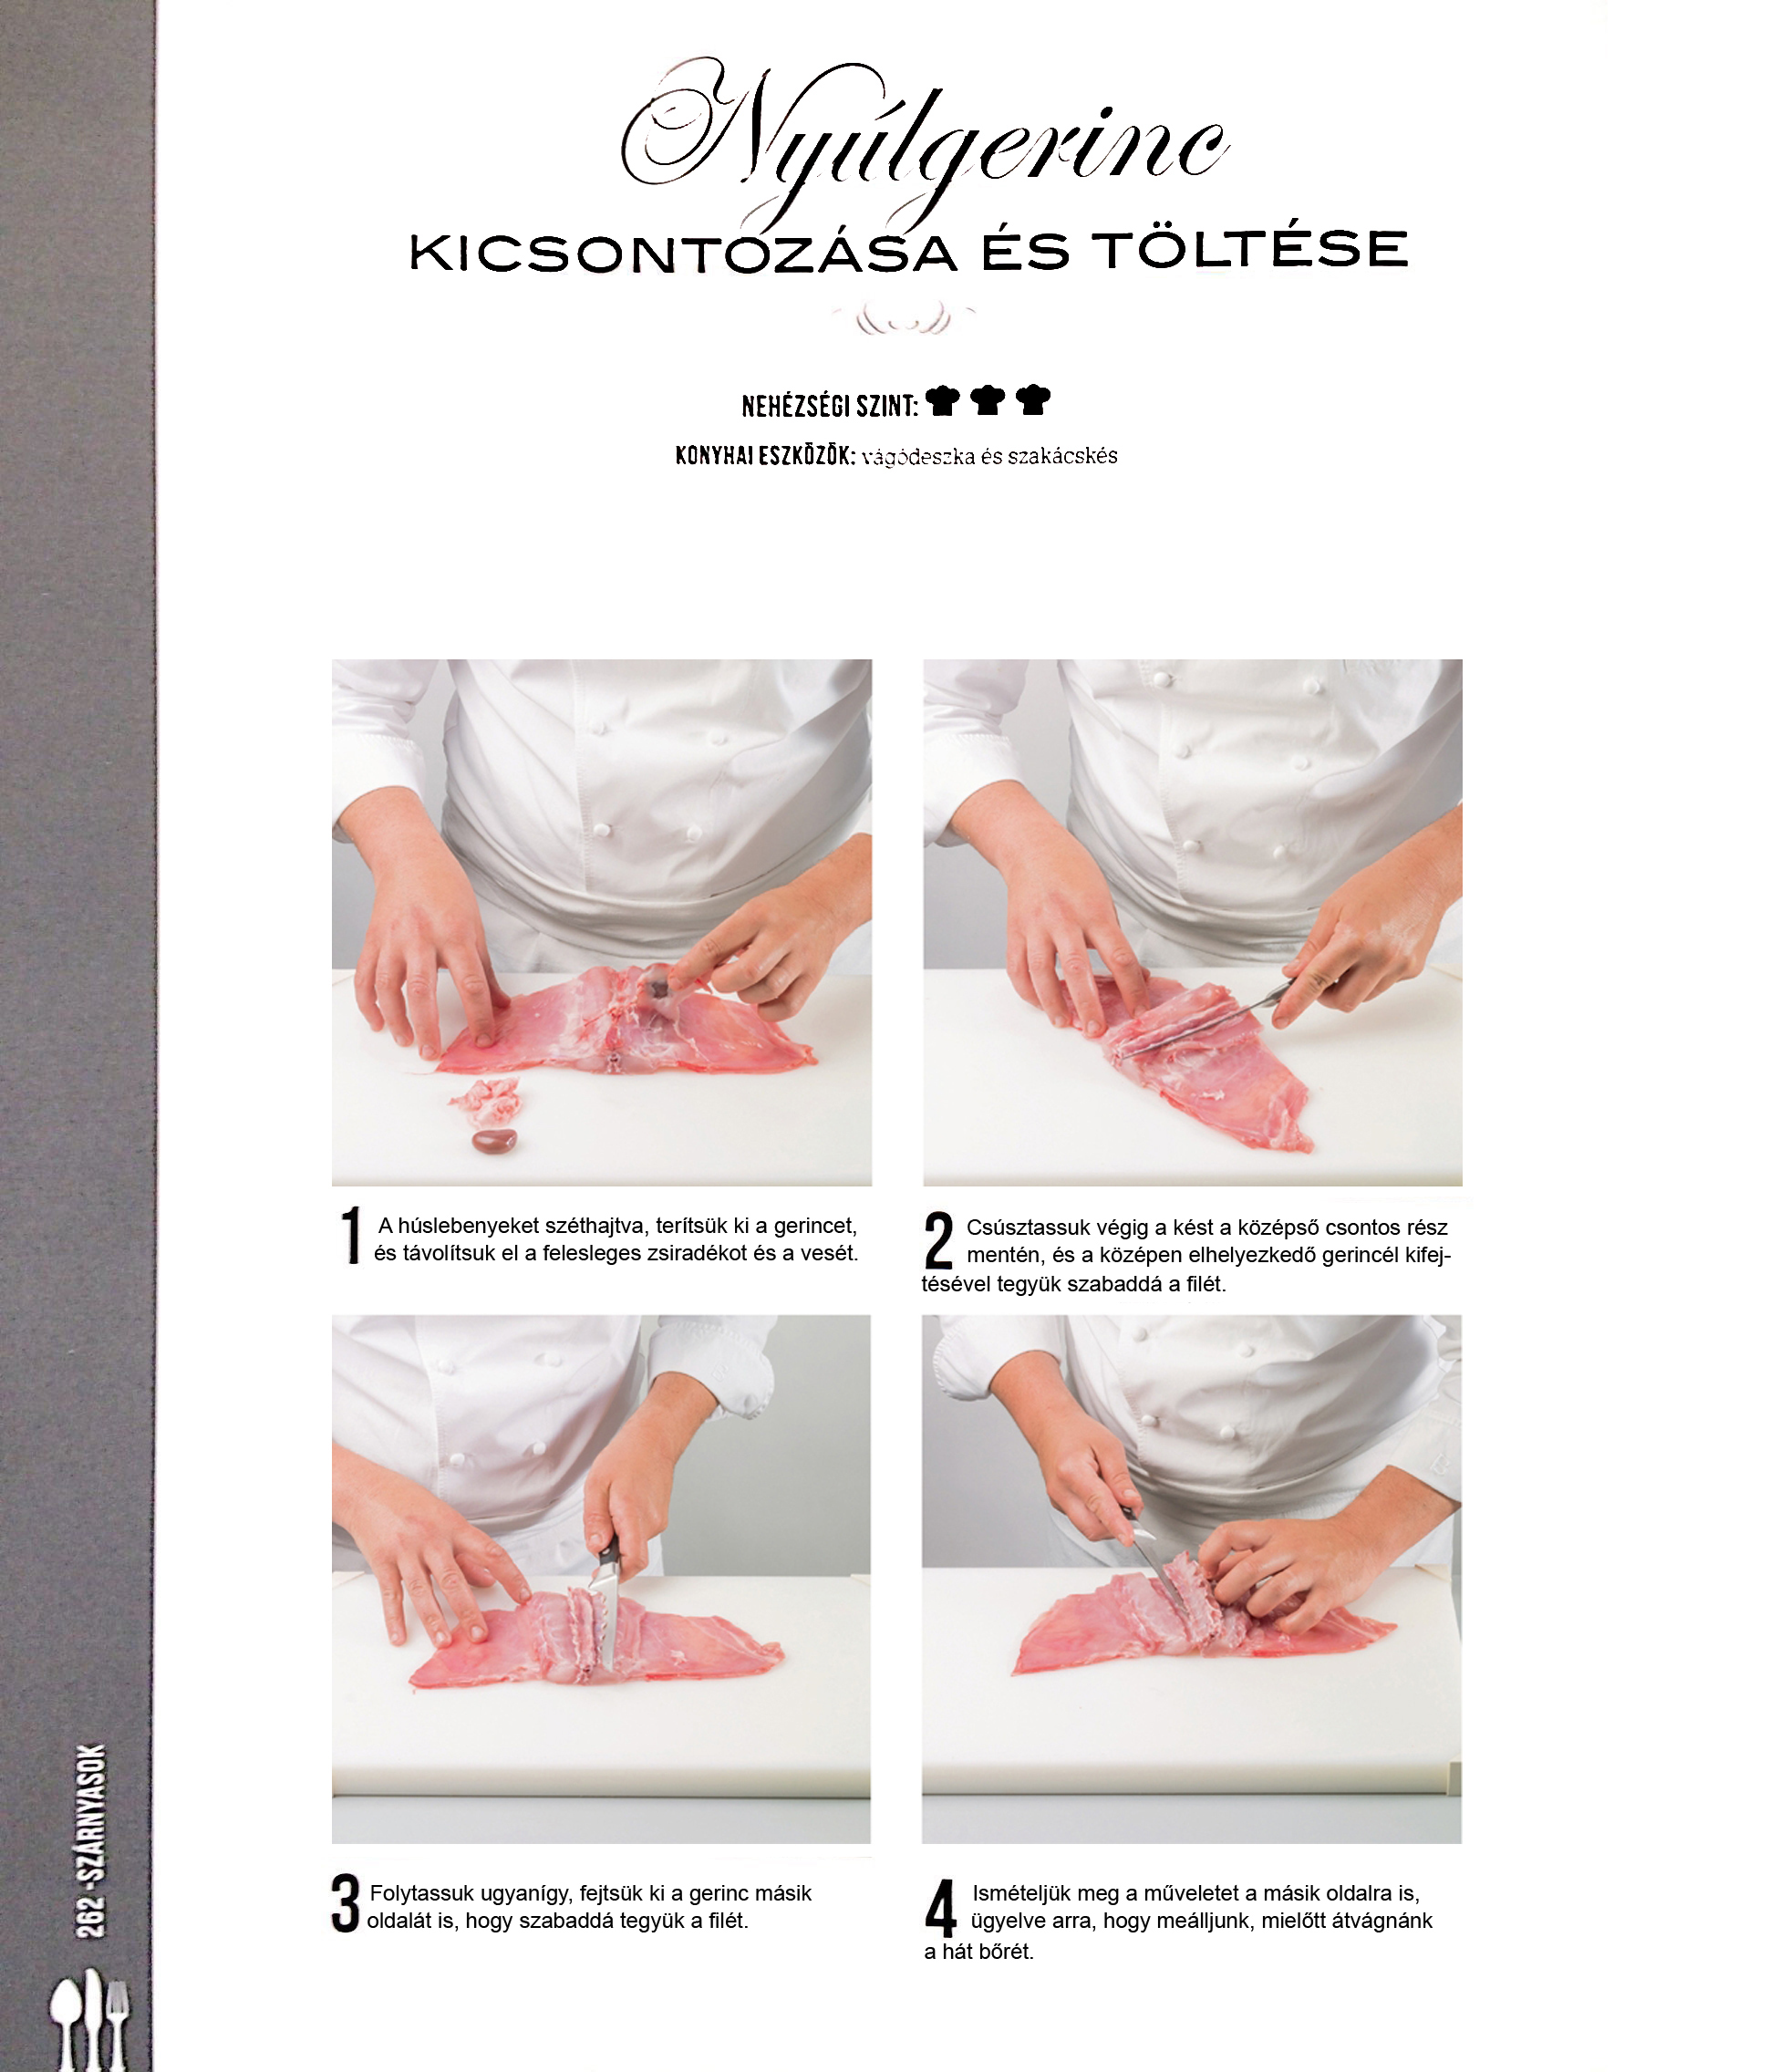 Nyúlgerinc
KICSONTOZÁSA ÉS TÖLTÉSE
NEHÉZSÉGI SZINT:
KONYHAI ESZKÖZÖK: vágódeszka és szakácskés
1 A húslebenyeket széthajtva, terítsük ki a gerincet,
és távolítsuk el a felesleges zsiradékot és a vesét.
2 Csúsztassuk végig a kést a középső csontos rész
mentén, és a középen elhelyezkedő gerincél kifej-
tésével tegyük szabaddá a filét.
3 Folytassuk ugyanígy, fejtsük ki a gerinc másik
oldalát is, hogy szabaddá tegyük a filét.
4 Ismételjük meg a műveletet a másik oldalra is,
ügyelve arra, hogy meálljunk, mielőtt átvágnánk
a hát bőrét.
262 -SZÁRNYASOK